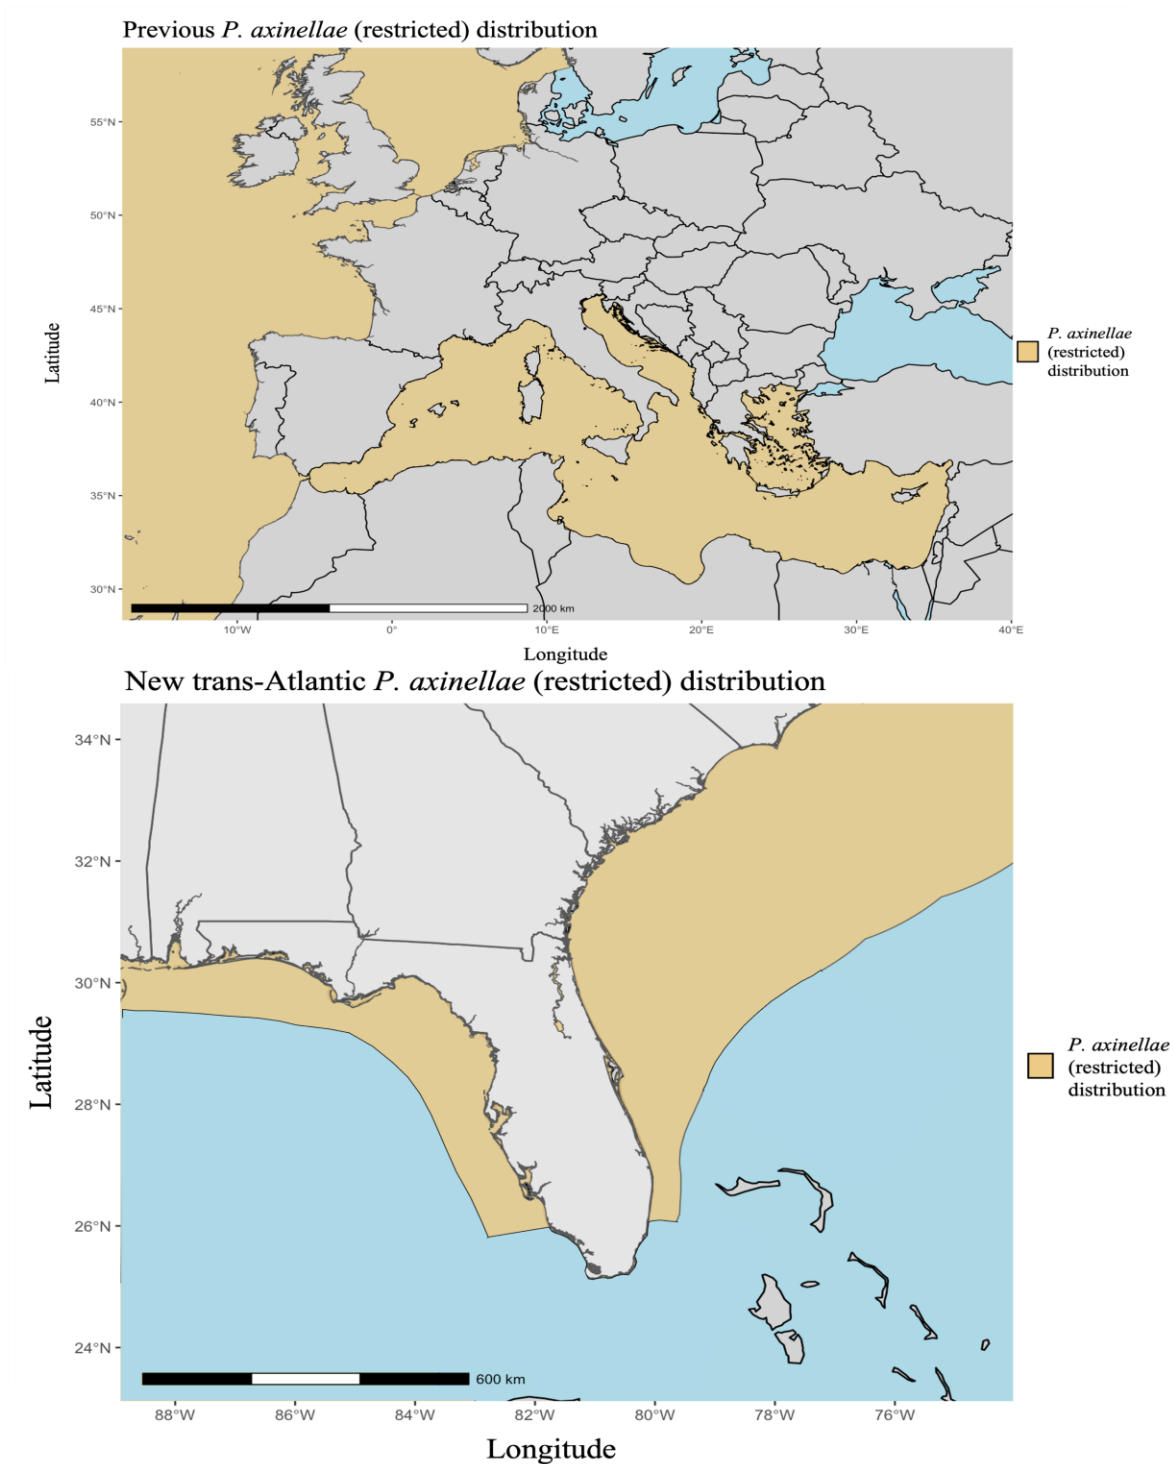 Previous P. axinellae (restricted) distribution
55°N
50°N
45°N
40°N
35°N
30°N
Latitude
2000 km
10°W
0°
10°E
20°E
30°E
40°E
Longitude
P. axinellae
(restricted)
distribution
New trans-Atlantic P. axinellae (restricted) distribution
34°N
32°N
30°N
28°N
26°N
24°N
Latitude
600 km
88°W
86°W
84°W
82°W
80°W
78°W
76°W
Longitude
P. axinellae
(restricted)
distribution